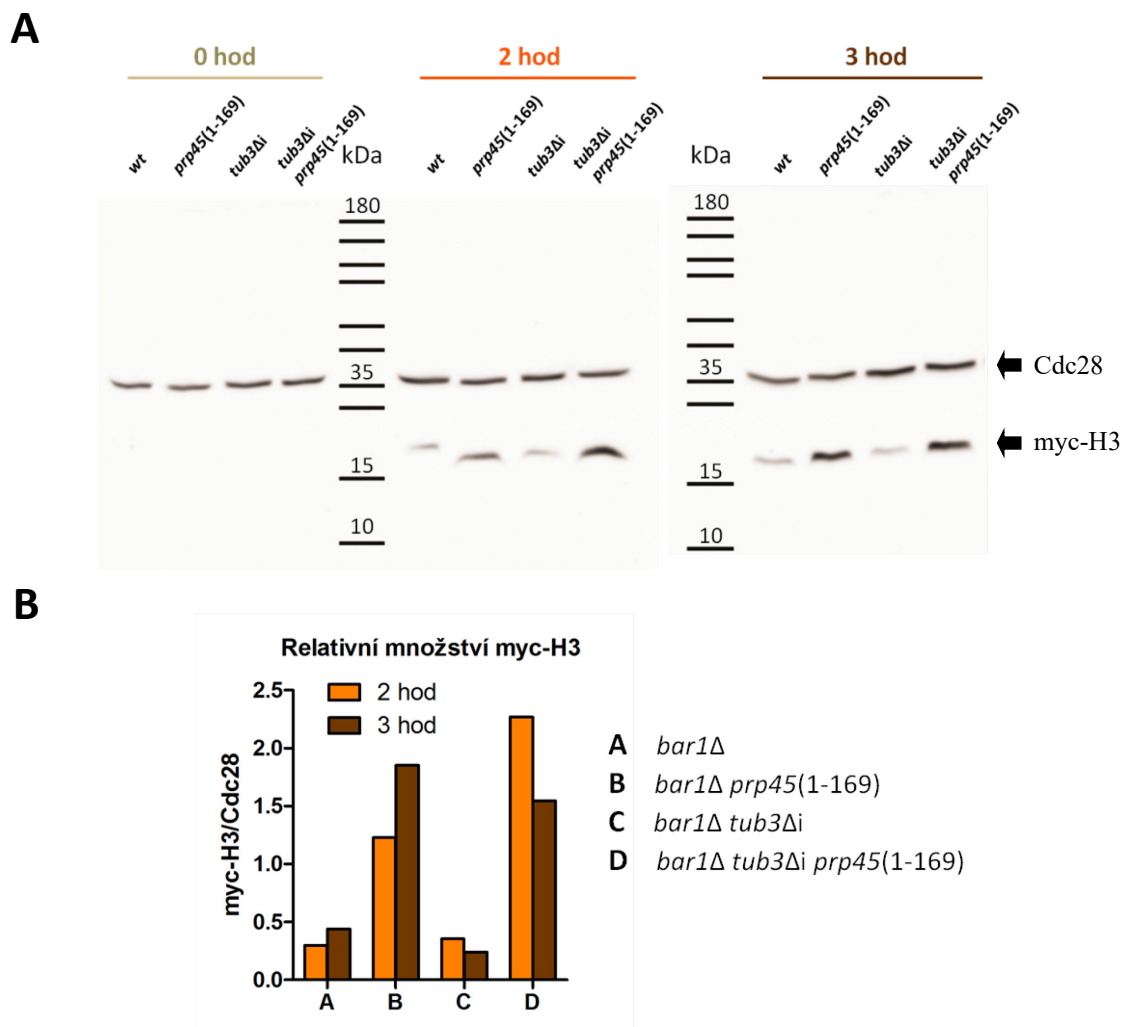 A
0 hod
2 hod
3 hod
wt
prp45(1-169)
tub3Δi
tub3Δi
prp45(1-169)
kDa
wt
prp45(1-169)
tub3Δi
tub3Δi
prp45(1-169)
kDa
wt
prp45(1-169)
tub3Δi
tub3Δi
prp45(1-169)
180
35
15
10
180
35
15
10
Cdc28
myc-H3
B
Relativní množství myc-H3
2 hod
3 hod
myc-H3/Cdc28
2.5
2.0
1.5
1.0
0.5
0.0
A
B
C
D
A bar1Δ
B bar1Δ prp45(1-169)
C bar1Δ tub3Δi
D bar1Δ tub3Δi prp45(1-169)